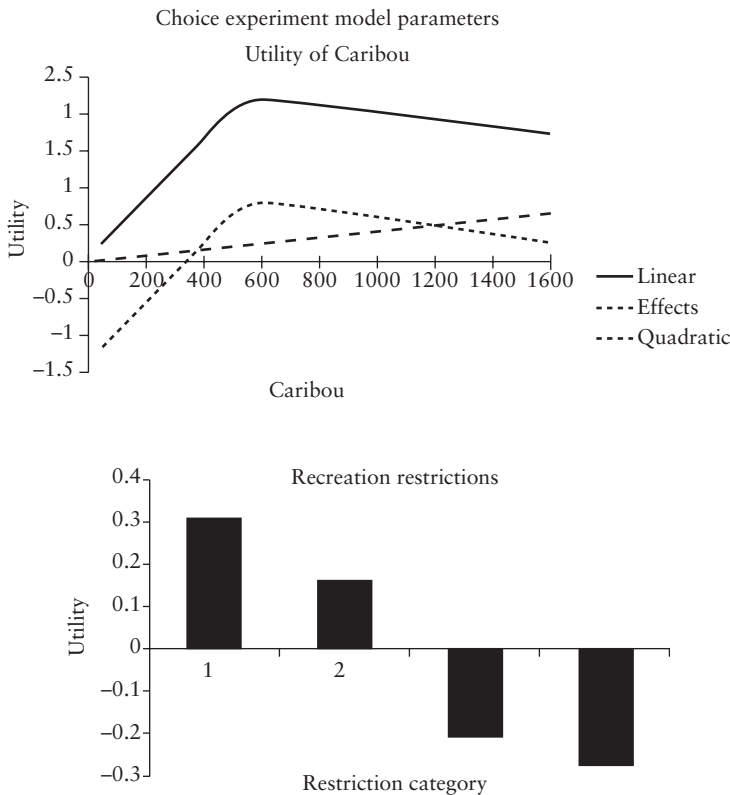 Choice experiment model parameters
Utility of Caribou
2.5
1
1.5
1
0.5
0
−0.5
−1
−1.5
Utility
0 200 400 600 800 1000 1200 1400 1600
Caribou
Linear
Effects
Quadratic
Recreation restrictions
0.4
0.3
0.2
0.1
0
−0.1
−0.2
−0.3
Utility
1 2
Restriction category